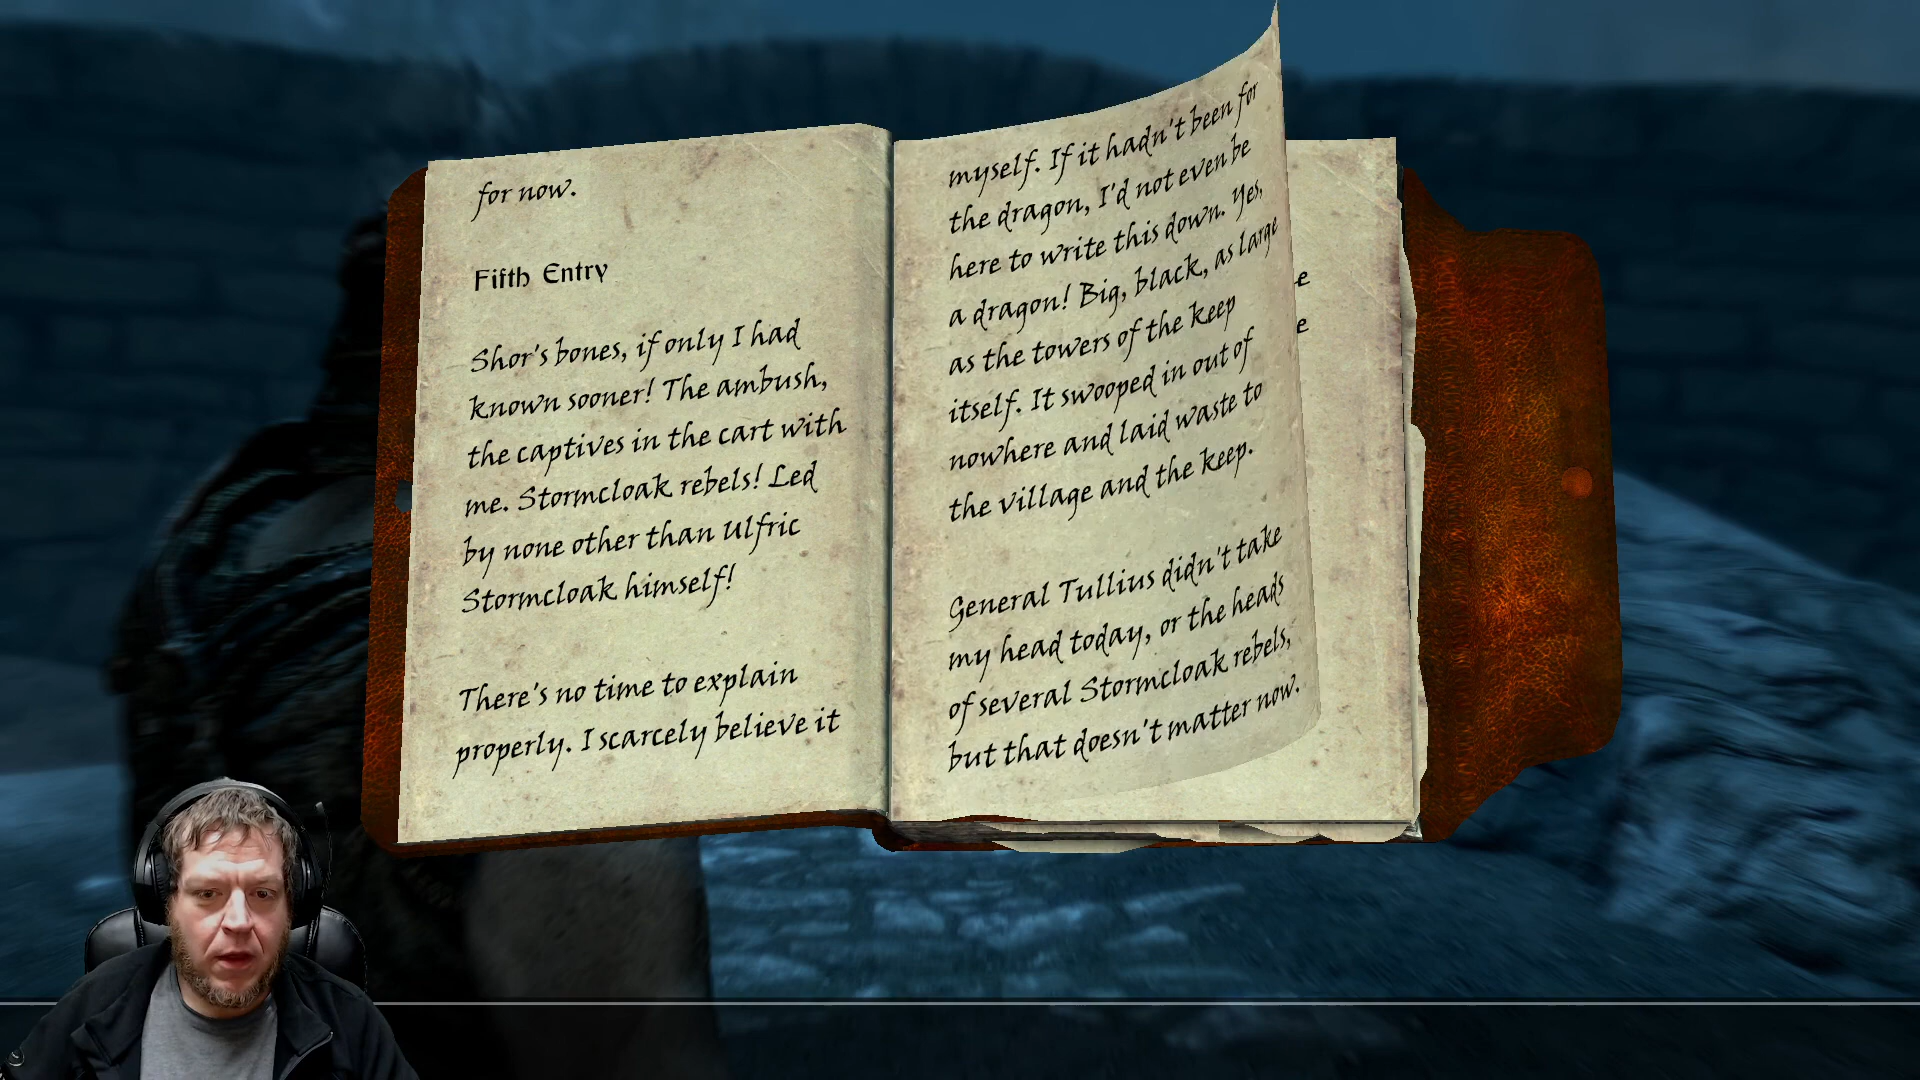 for now.
Fifth Entry
Shor's bones, if only I had
known sooner! The ambush,
the captives in the cart with
me. Stormcloak rebels! Led
by none other than Ulfric
Stormcloak himself!
There's no time to explain
properly. I scarcely believe it
myself. If it hadn't been for
the dragon, I'd not even be
here to write this down. Yes,
a dragon! Big, black, as large
as the towers of the keep
itself. It swooped in out of
nowhere and laid waste to
the village and the keep.
General Tullius didn't take
my head today, or the heads
of several Stormcloak rebels,
but that doesn't matter now.
e
e